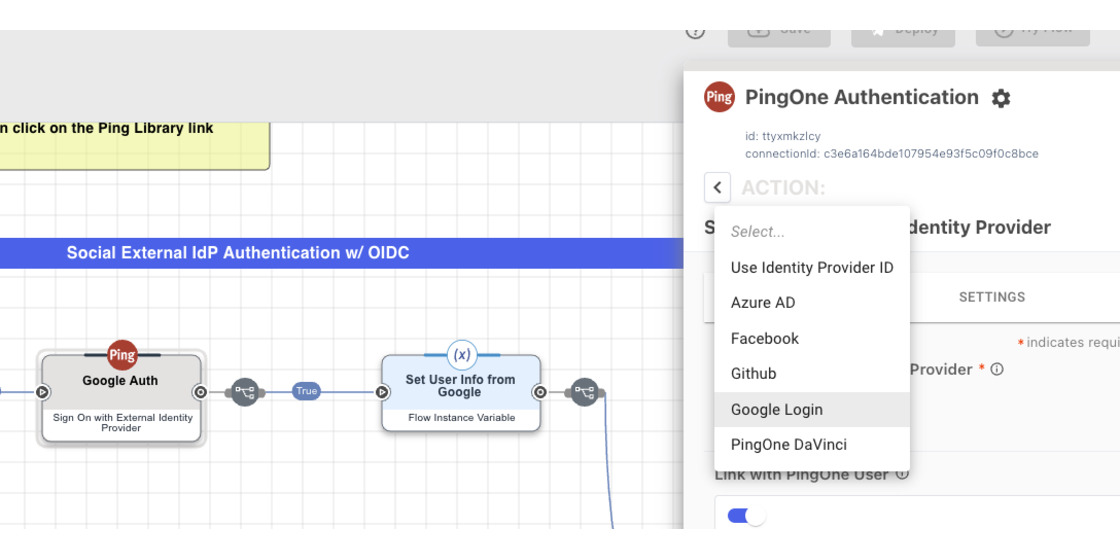 Save
Deploy
Try Flow
n click on the Ping Library link
Ping
PingOne Authentication
id: ttyxmkzlcy
connectionId: c3e6a164bde107954e93f5c09f0c8bce
ACTION:
S
dentity Provider
Select...
Use Identity Provider ID
Azure AD
Facebook
Github
Google Login
PingOne DaVinci
SETTINGS
* indicates requi
Provider *
Link with PingOne User
Social External IdP Authentication w/ OIDC
Ping
Google Auth
Sign On with External Identity
Provider
True
(x)
Set User Info from
Google
Flow Instance Variable